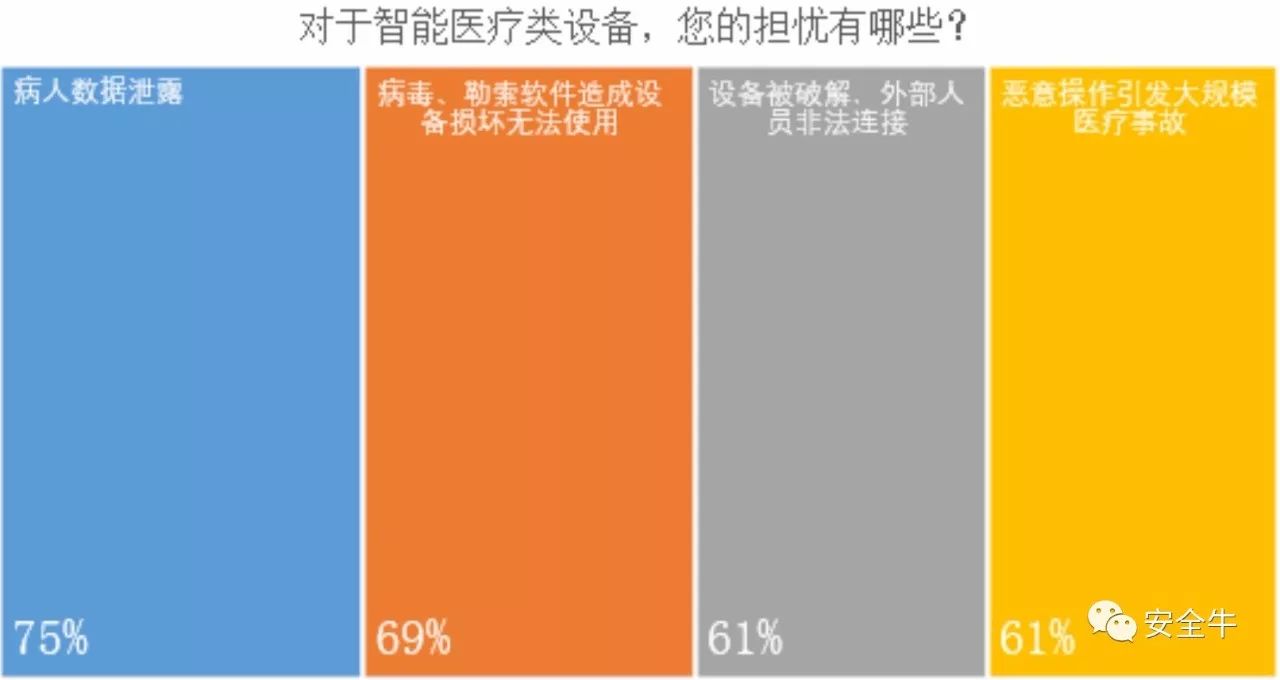 对于智能医疗类设备，您的担忧有哪些？
病人数据泄露
病毒、勒索软件造成设
备损坏无法使用
设备被破解、外部人
员非法连接
恶意操作引发大规模
医疗事故
75%
69%
61%
61%
安全牛